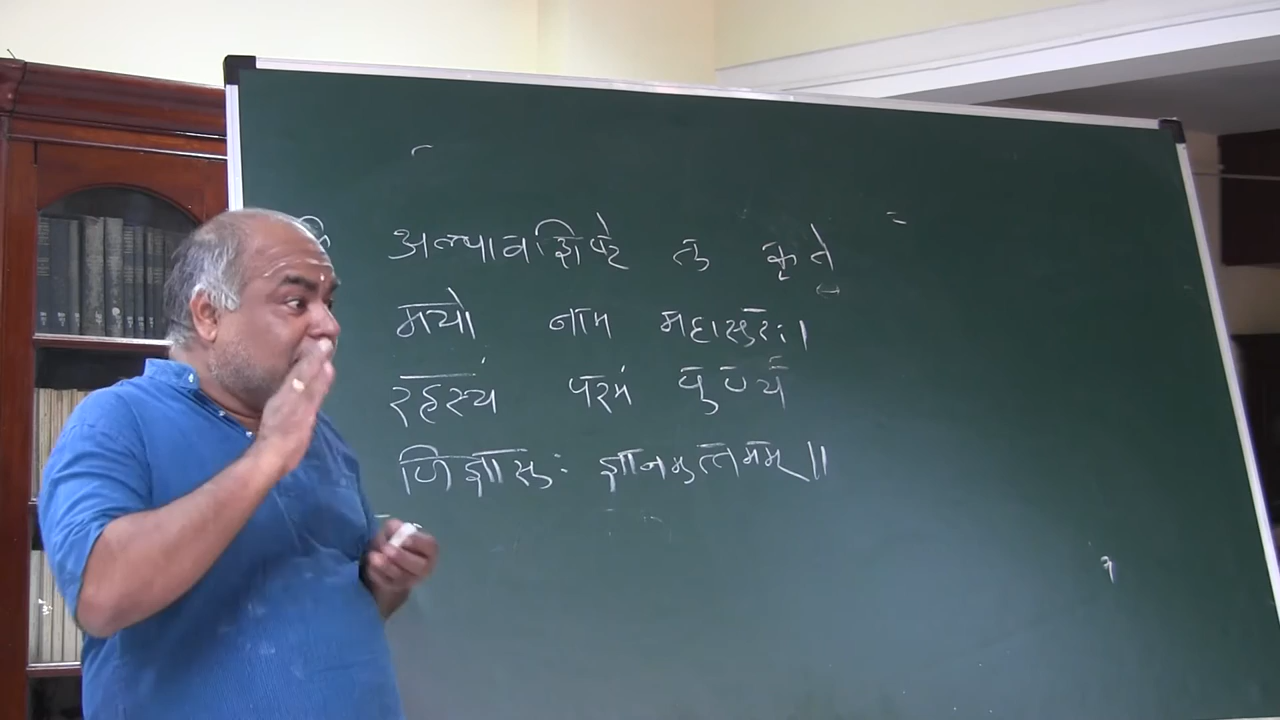 अल्पावशिष्टे तु कृते
मयो नाम महासुरः।
रहस्यं परमं पुण्यं
जिज्ञासुः ज्ञानमुत्तमम्॥